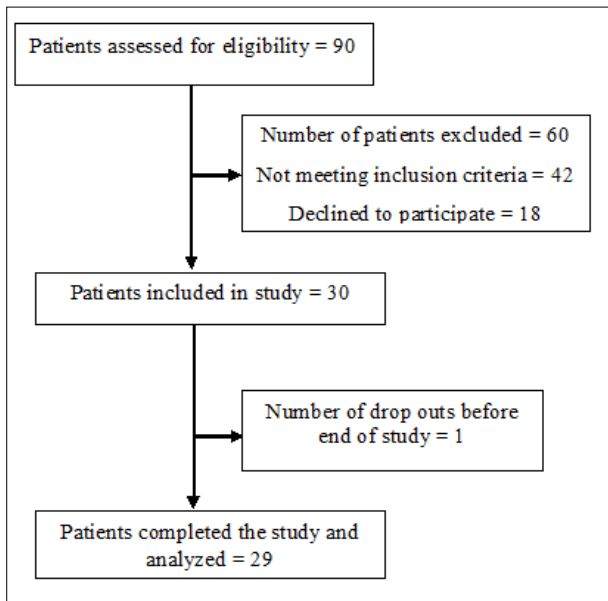 Patients assessed for eligibility = 90
Number of patients excluded = 60
Not meeting inclusion criteria = 42
Declined to participate = 18
Patients included in study = 30
Number of drop outs before
end of study = 1
Patients completed the study and
analyzed = 29